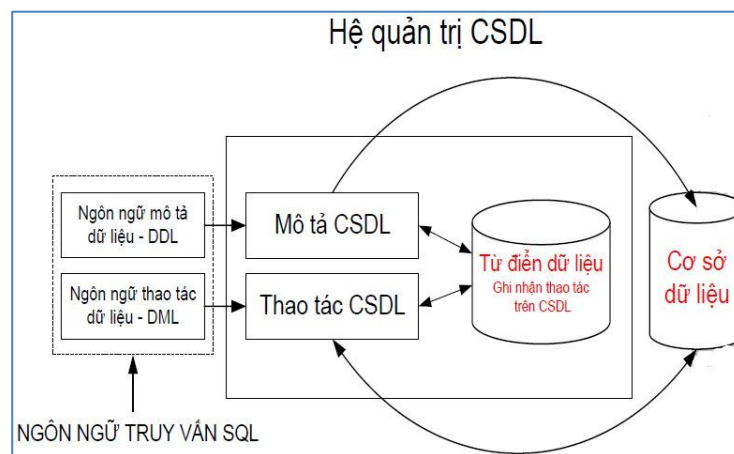 Hệ quản trị CSDL
Ngôn ngữ mô tả
dữ liệu - DDL
Mô tả CSDL
Ngôn ngữ thao tác
dữ liệu - DML
Thao tác CSDL
Từ điển dữ liệu
Ghi nhận thao tác
trên CSDL
Cơ sở
dữ liệu
NGÔN NGỮ TRUY VẤN SQL